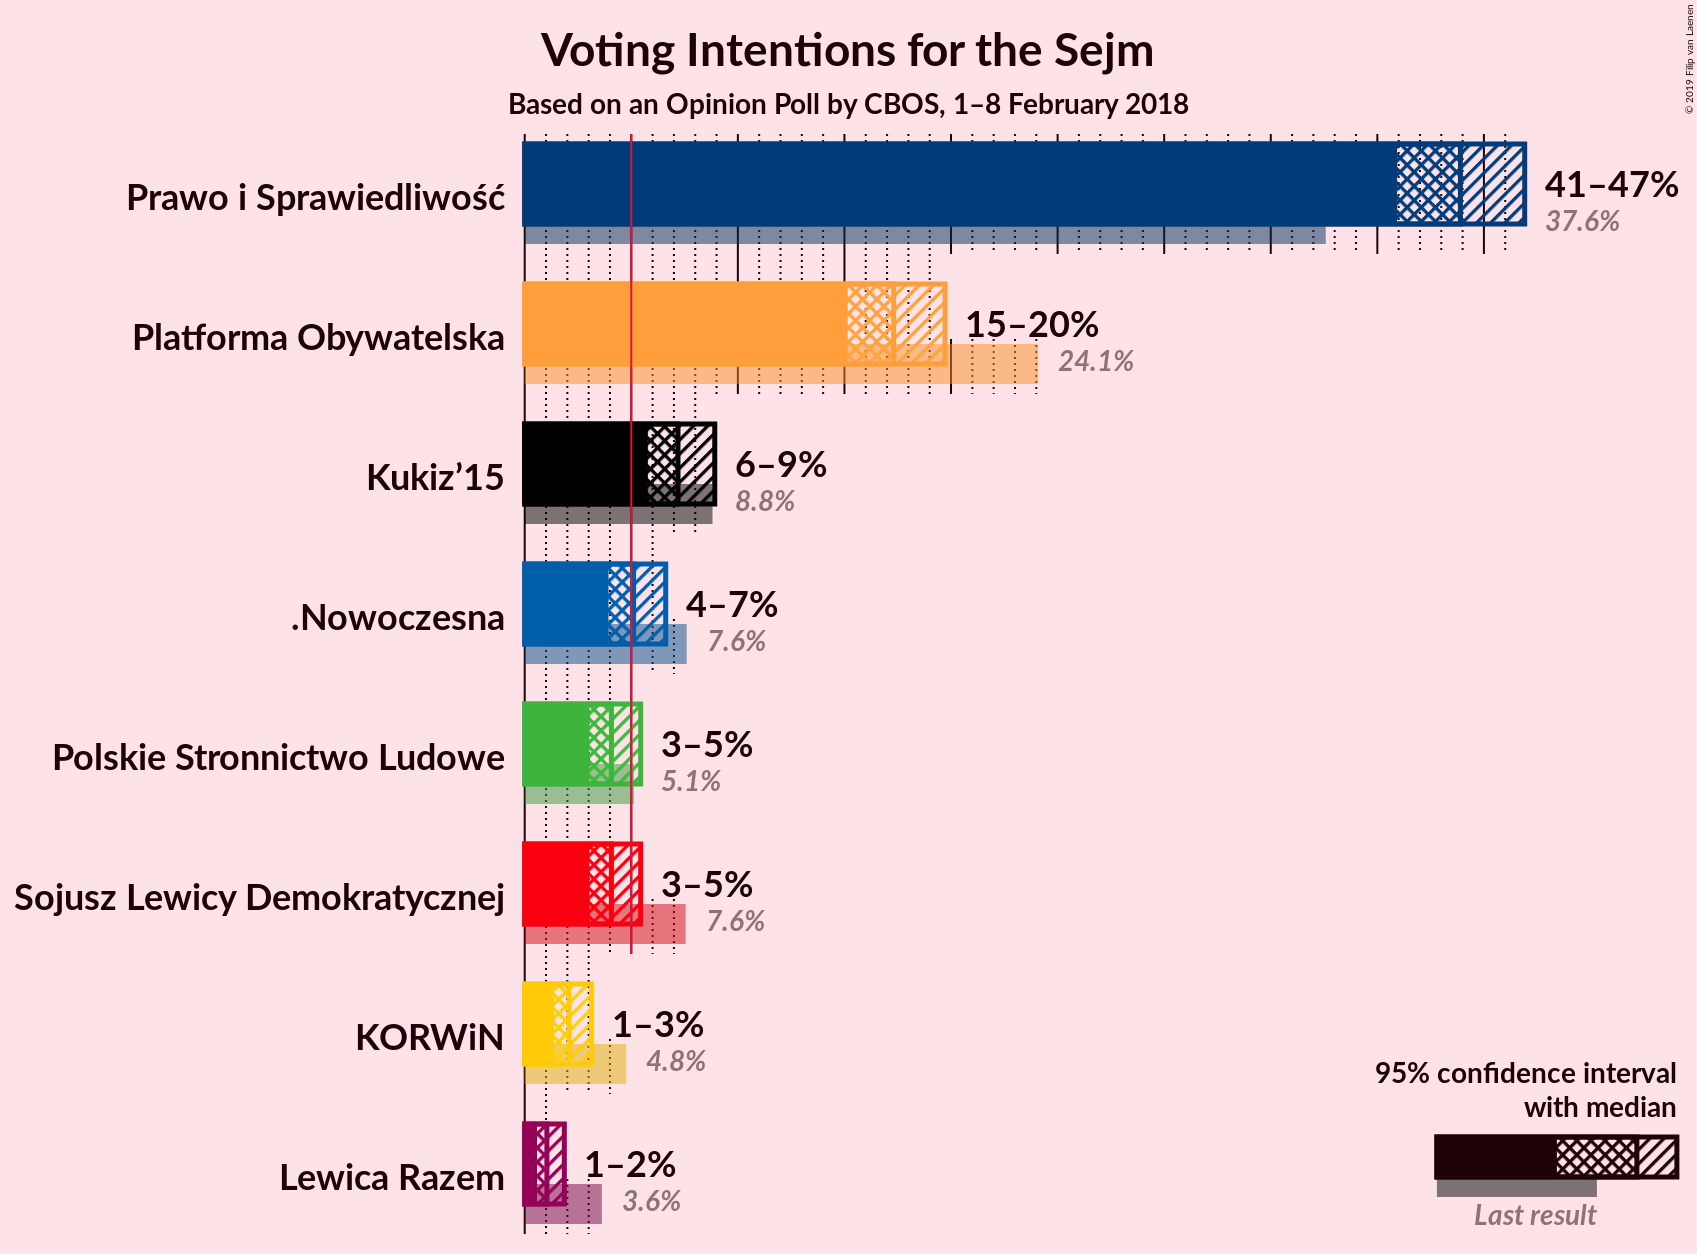 Voting Intentions for the Sejm
Based on an Opinion Poll by CBOS, 1–8 February 2018
© 2019 Filip van Laenen
Prawo i Sprawiedliwość
41–47%
37.6%
Platforma Obywatelska
15–20%
24.1%
Kukiz’15
6–9%
8.8%
.Nowoczesna
4–7%
7.6%
Polskie Stronnictwo Ludowe
3–5%
5.1%
Sojusz Lewicy Demokratycznej
3–5%
7.6%
KORWiN
1–3%
4.8%
Lewica Razem
1–2%
3.6%
95% confidence interval
with median
Last result